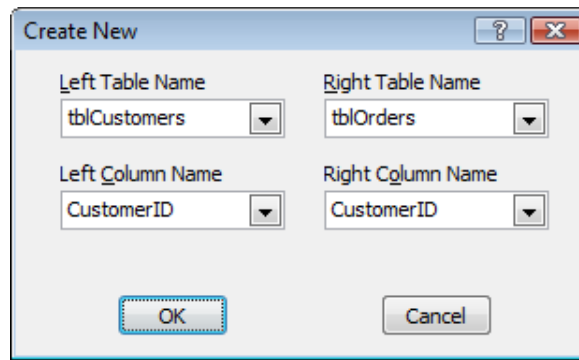 Create New
Left Table Name
Right Table Name
tblCustomers
tblOrders
Left Column Name
Right Column Name
CustomerID
CustomerID
OK
Cancel